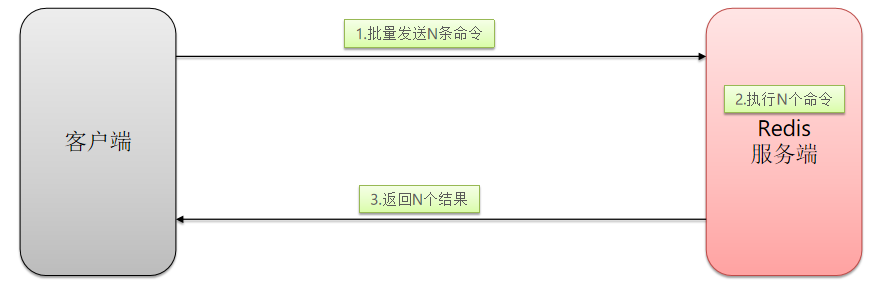 1.批量发送N条命令
客户端
2.执行N个命令
Redis
服务端
3.返回N个结果